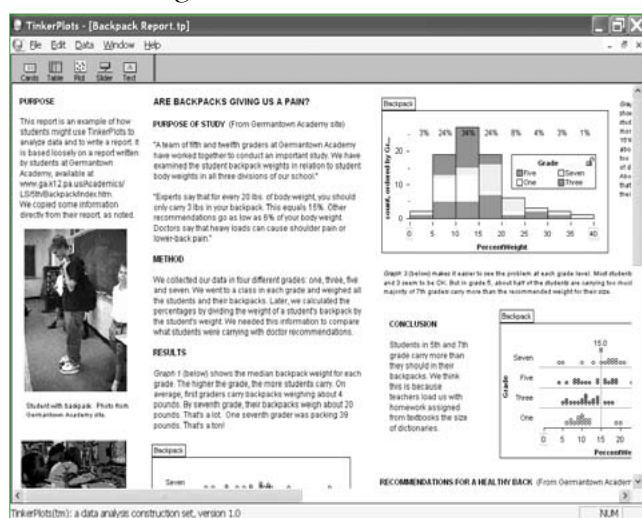 TinkerPlots - [Backpack Report.tp]
File Edit Data Window Help
Cards Table Plot Slider Text
PURPOSE
This report is an example of how
students might use TinkerPlots to
analyze data and to write a report. It
is based loosely on a report written
by students at Germantown
Academy, available at
www.ga.k12.pa.us/Academics/
LS/5th/Backpack/index.htm.
We copied some information
directly from their report, as noted.
Student with backpack. Photo from
Germantown Academy site.
ARE BACKPACKS GIVING US A PAIN?
PURPOSE OF STUDY (From Germantown Academy site)
"A team of fifth and twelfth graders at Germantown Academy
have worked together to conduct an important study. We have
examined the student backpack weights in relation to student
body weights in all three divisions of our school."
"Experts say that for every 20 lbs. of body weight, you should
only carry 3 lbs in your backpack. This equals 15%. Other
recommendations go as low as 6% of your body weight.
Doctors say that heavy loads can cause shoulder pain or
lower-back pain."
METHOD
We collected our data in four different grades: one, three, five
and seven. We went to a class in each grade and weighed all
the students and their backpacks. Later, we calculated the
percentages by dividing the weight of a student's backpack by
the student's weight. We needed this information to compare
what students were carrying with doctor recommendations.
RESULTS
Graph 1 (below) shows the median backpack weight for each
grade. The higher the grade, the more students carry. On
average, first graders carry backpacks weighing about 4
pounds. By seventh grade, their backpacks weigh about 20
pounds. That's a lot. One seventh grader was packing 39
pounds. That's a ton!
Backpack
Seven
Backpack
3% 24% 34% 24% 8% 4% 3% 1%
Grade
Five Seven
One Three
count, ordered by Gr...
20
10
0
0 5 10 15 20 25 30 35 40
PercentWeight
Graph 3 (below) makes it easier to see the problem at each grade level. Most students
and 3 seem to be OK. But in grade 5, about half of the students are carrying too much
majority of 7th graders carry more than the recommended weight for their size.
CONCLUSION
Students in 5th and 7th
grade carry more than
they should in their
backpacks. We think
this is because
teachers load us with
homework assigned
from textbooks the size
of dictionaries.
Backpack
15.0
Grade
Seven
Five
Three
One
0 5 10 15 20
PercentWe
RECOMMENDATIONS FOR A HEALTHY BACK (From Germantown Academ
TinkerPlots(tm): a data analysis construction set, version 1.0
NUM